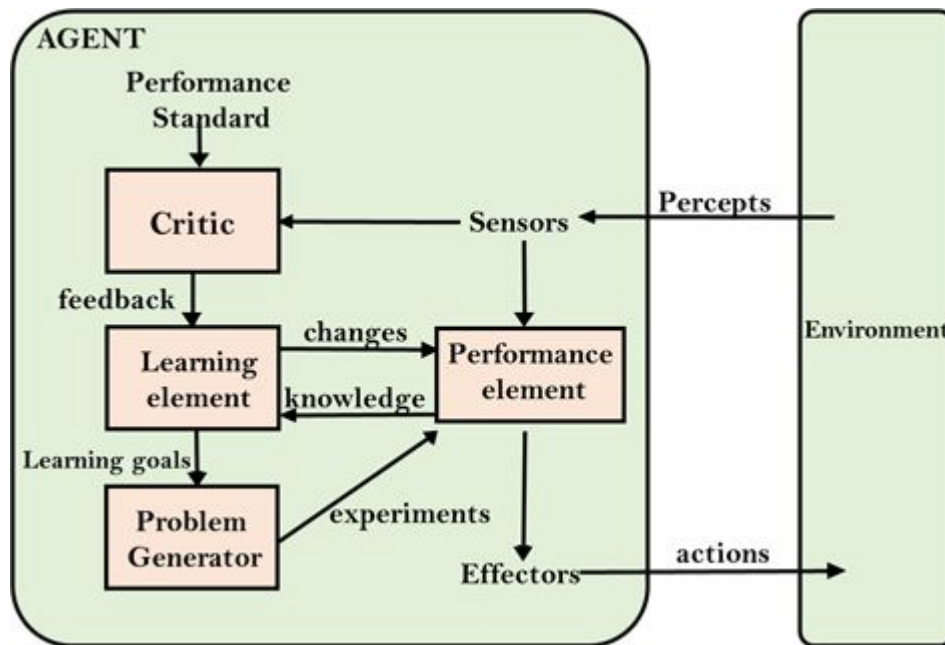 AGENT
Performance
Standard
Critic
Sensors
Percepts
feedback
changes
Environment
Learning
element
Performance
element
knowledge
Learning goals
Problem
Generator
experiments
Effectors
actions